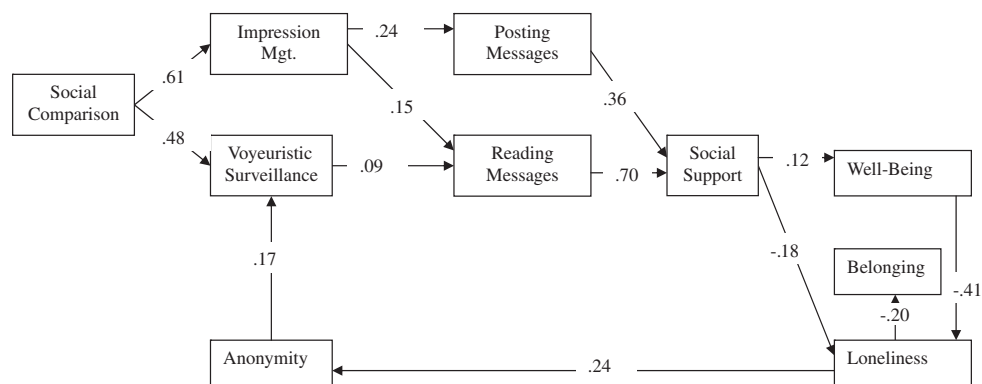 Impression
Mgt.
.24
Posting
Messages
.61
Social
Comparison
.15
.36
.48
Voyeuristic
Surveillance
.09
Reading
Messages
.70
Social
Support
.12
Well-Being
.17
-.18
Belonging
-.41
-.20
Anonymity
.24
Loneliness